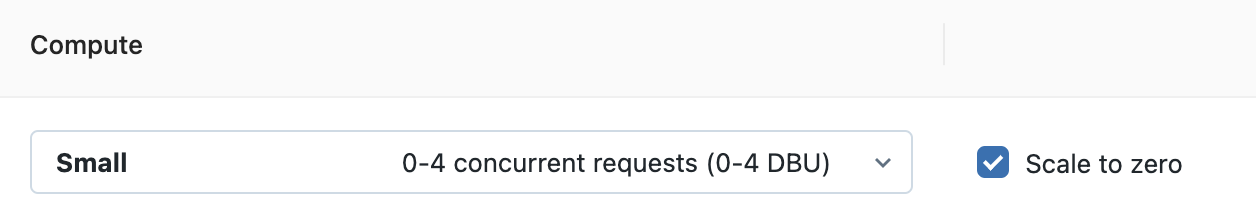 Compute
Small 0-4 concurrent requests (0-4 DBU) Scale to zero